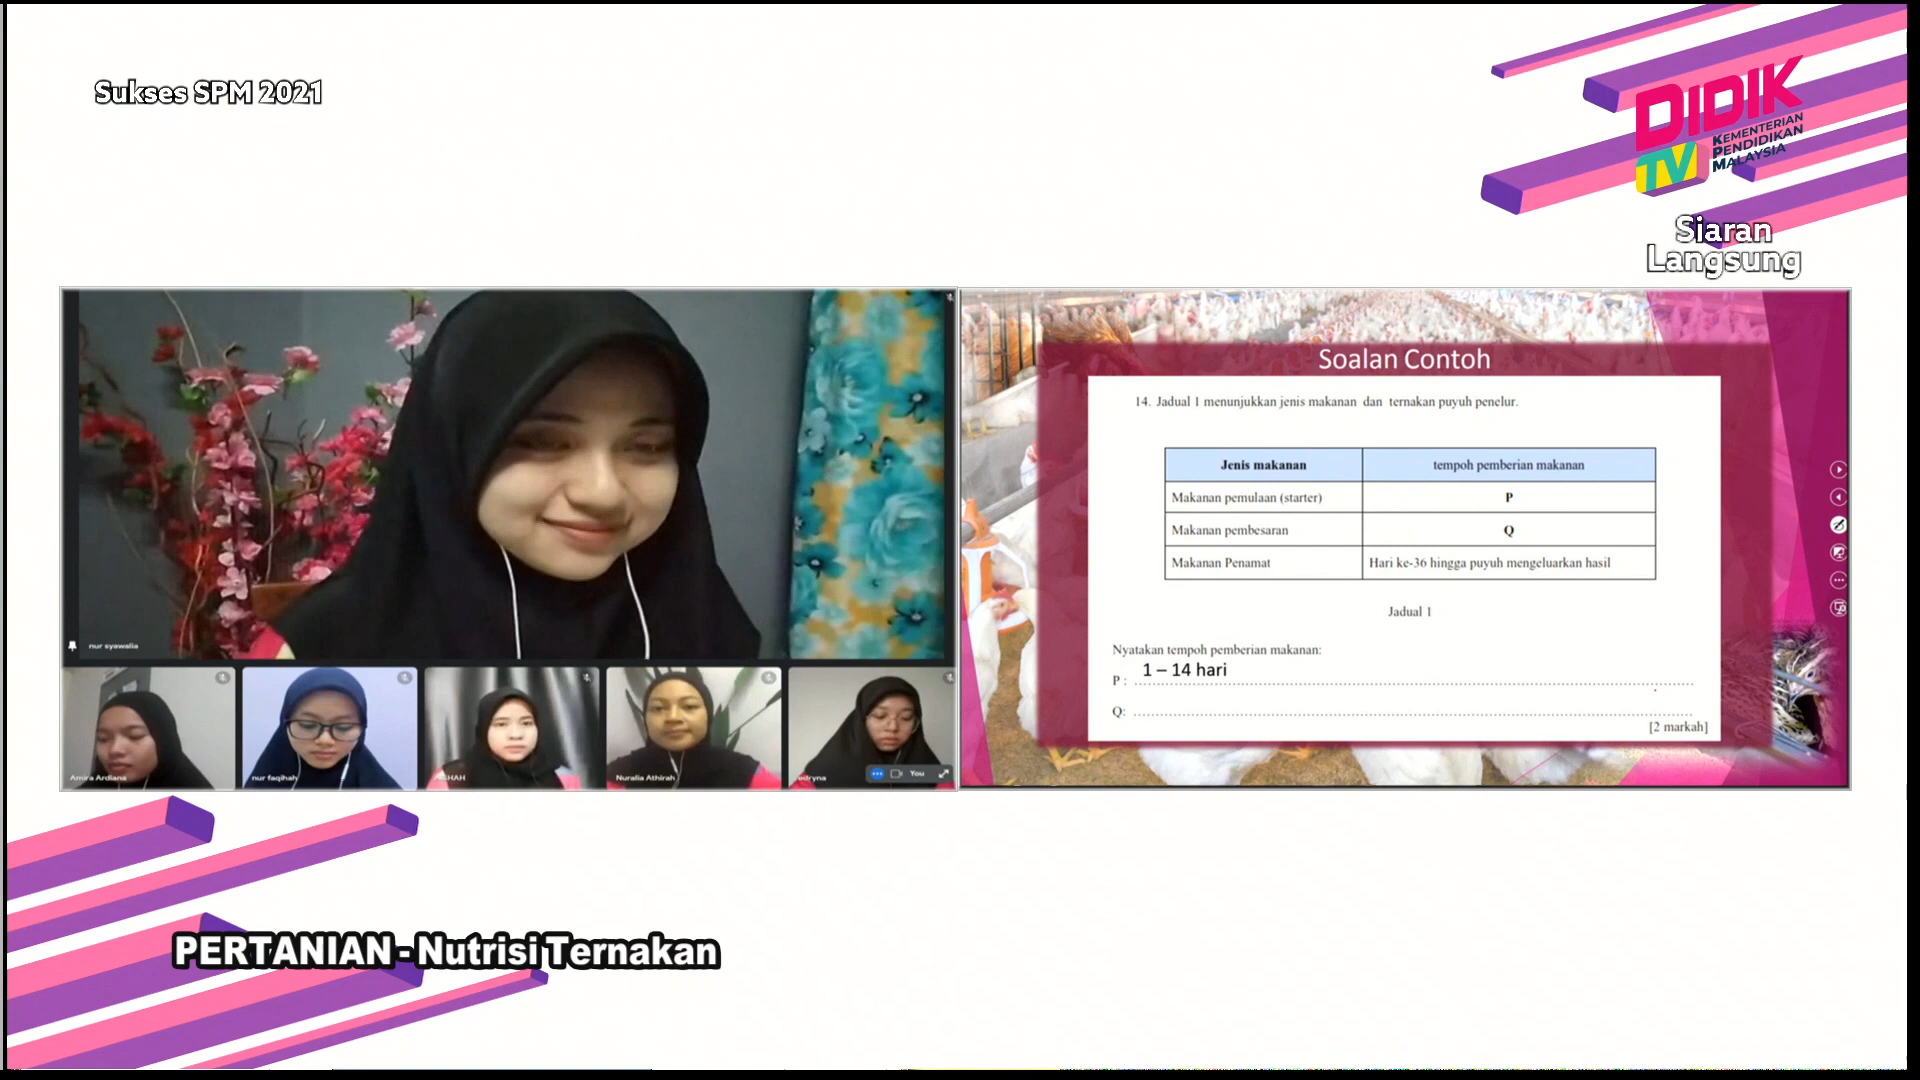 Sukses SPM 2021
DIDIK
TV
KEMENTERIAN
PENDIDIKAN
MALAYSIA
Siaran
Langsung
nur syawalia
Amira Ardiana
nur faqihah
Nuralia Athirah
edryna
You
Soalan Contoh
14. Jadual 1 menunjukkan jenis makanan dan ternakan puyuh penelur.
Jenis makanan tempoh pemberian makanan
Makanan pemulaan (starter) P
Makanan pembesaran Q
Makanan Penamat Hari ke-36 hingga puyuh mengeluarkan hasil
Jadual 1
Nyatakan tempoh pemberian makanan:
P : 1 – 14 hari
Q:
[2 markah]
PERTANIAN - Nutrisi Ternakan